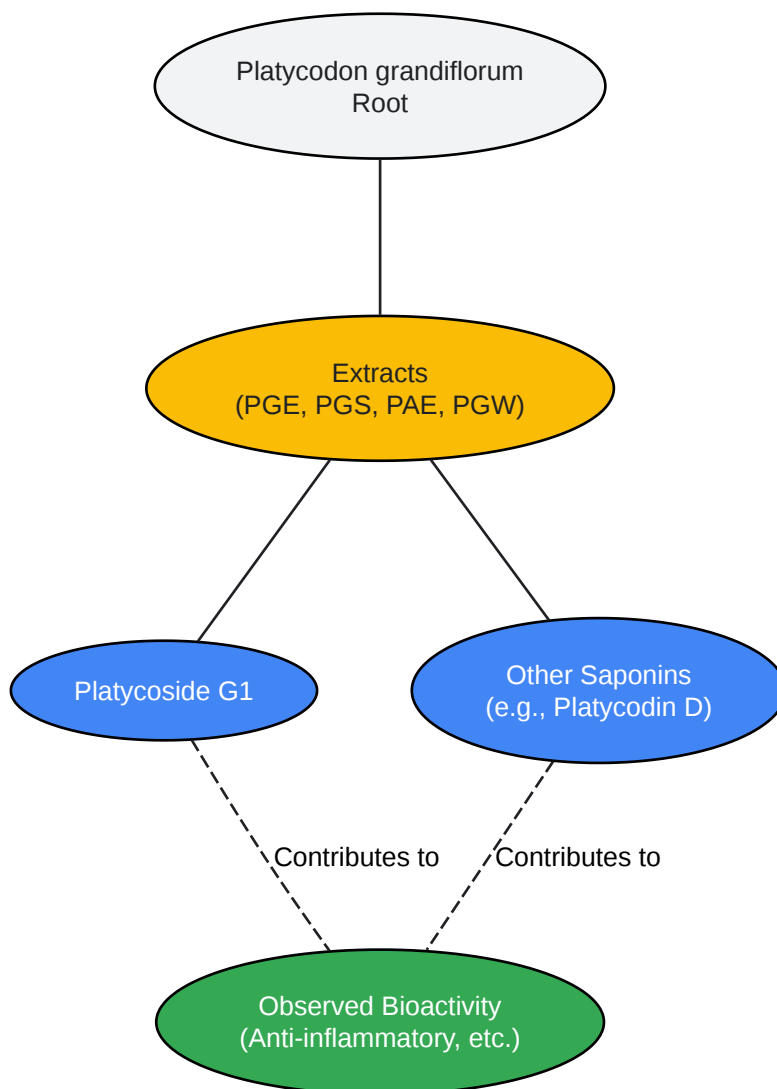 Platycodon grandiflorum
Root
Extracts
(PGE, PGS, PAE, PGW)
Platycoside G1
Other Saponins
(e.g., Platycodin D)
Contributes to
Contributes to
Observed Bioactivity
(Anti-inflammatory, etc.)